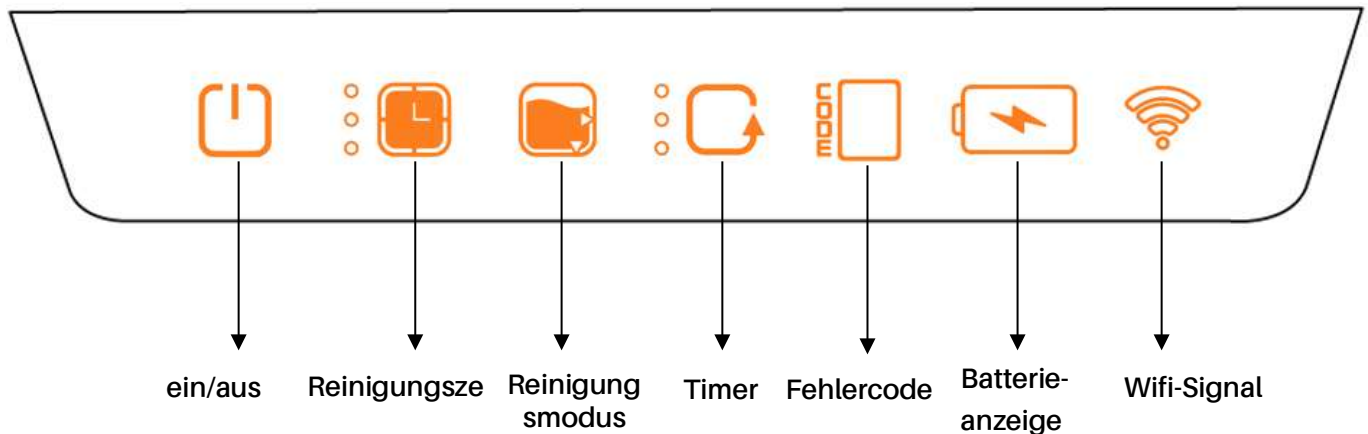 CODE
ein/aus
Reinigungsze
Reinigung
smodus
Timer
Fehlercode
Batterie-
anzeige
Wifi-Signal